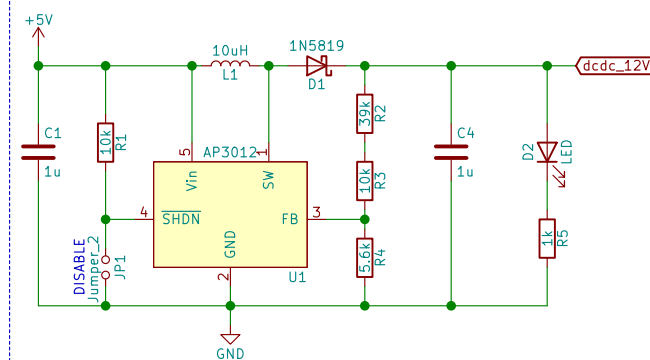 +5V
10uH
L1
1N5819
D1
dcdc_12V
C1
1u
10k
R1
5
Vin
AP3012
1
SW
39k
R2
10k
R3
C4
1u
D2
LED
4
SHDN
FB
3
GND
2
U1
5.6k
R4
1k
R5
DISABLE
Jumper_2
JP1
GND